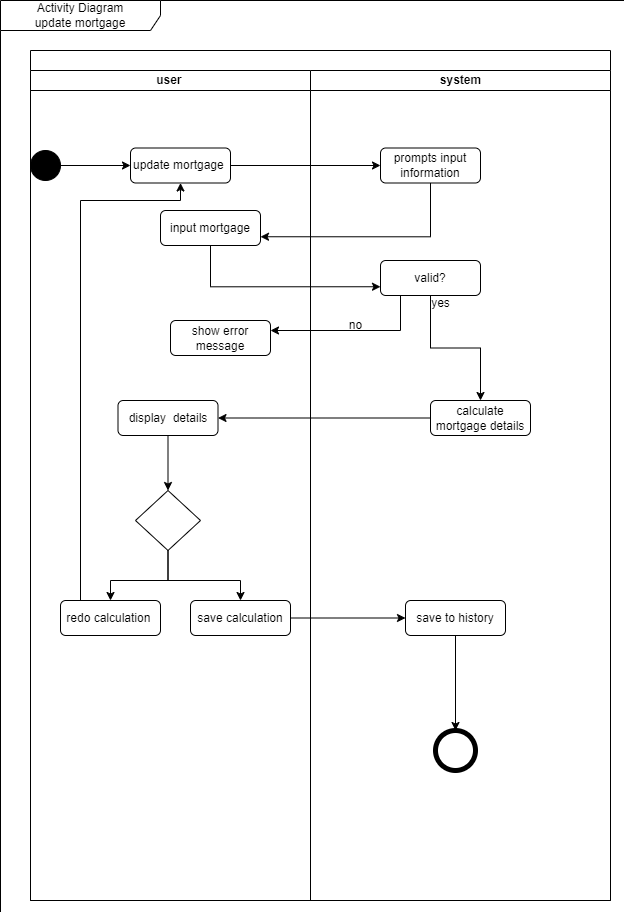 Activity Diagram
update mortgage
user
system
update mortgage
prompts input
information
input mortgage
valid?
yes
no
show error
message
display  details
calculate
mortgage details
redo calculation
save calculation
save to history